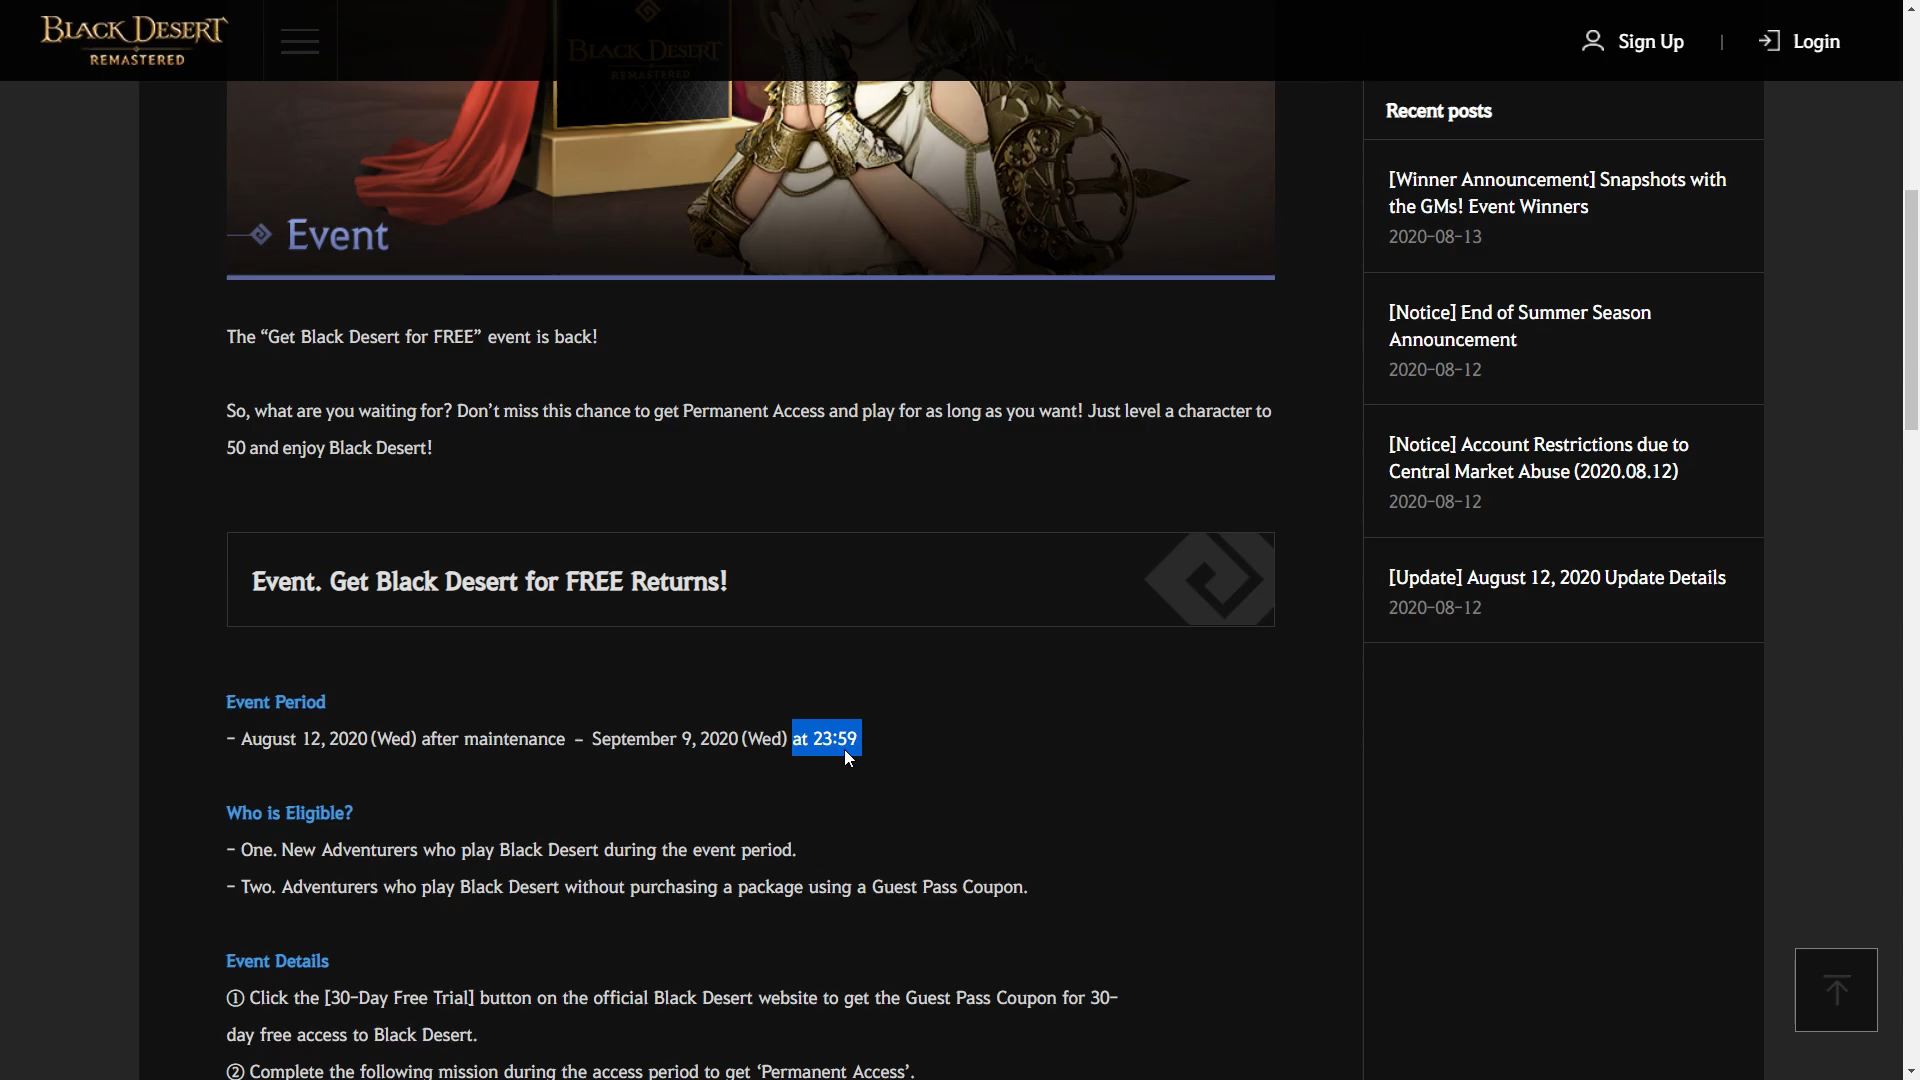 BLACK DESERT
REMASTERED
Sign Up
|
Login
BLACK DESERT
REMASTERED
Event
The “Get Black Desert for FREE” event is back!
So, what are you waiting for? Don’t miss this chance to get Permanent Access and play for as long as you want! Just level a character to
50 and enjoy Black Desert!
Event. Get Black Desert for FREE Returns!
Event Period
- August 12, 2020 (Wed) after maintenance – September 9, 2020 (Wed) at 23:59
Who is Eligible?
- One. New Adventurers who play Black Desert during the event period.
- Two. Adventurers who play Black Desert without purchasing a package using a Guest Pass Coupon.
Event Details
① Click the [30-Day Free Trial] button on the official Black Desert website to get the Guest Pass Coupon for 30-
day free access to Black Desert.
② Complete the following mission during the access period to get ‘Permanent Access’.
Recent posts
[Winner Announcement] Snapshots with
the GMs! Event Winners
2020-08-13
[Notice] End of Summer Season
Announcement
2020-08-12
[Notice] Account Restrictions due to
Central Market Abuse (2020.08.12)
2020-08-12
[Update] August 12, 2020 Update Details
2020-08-12